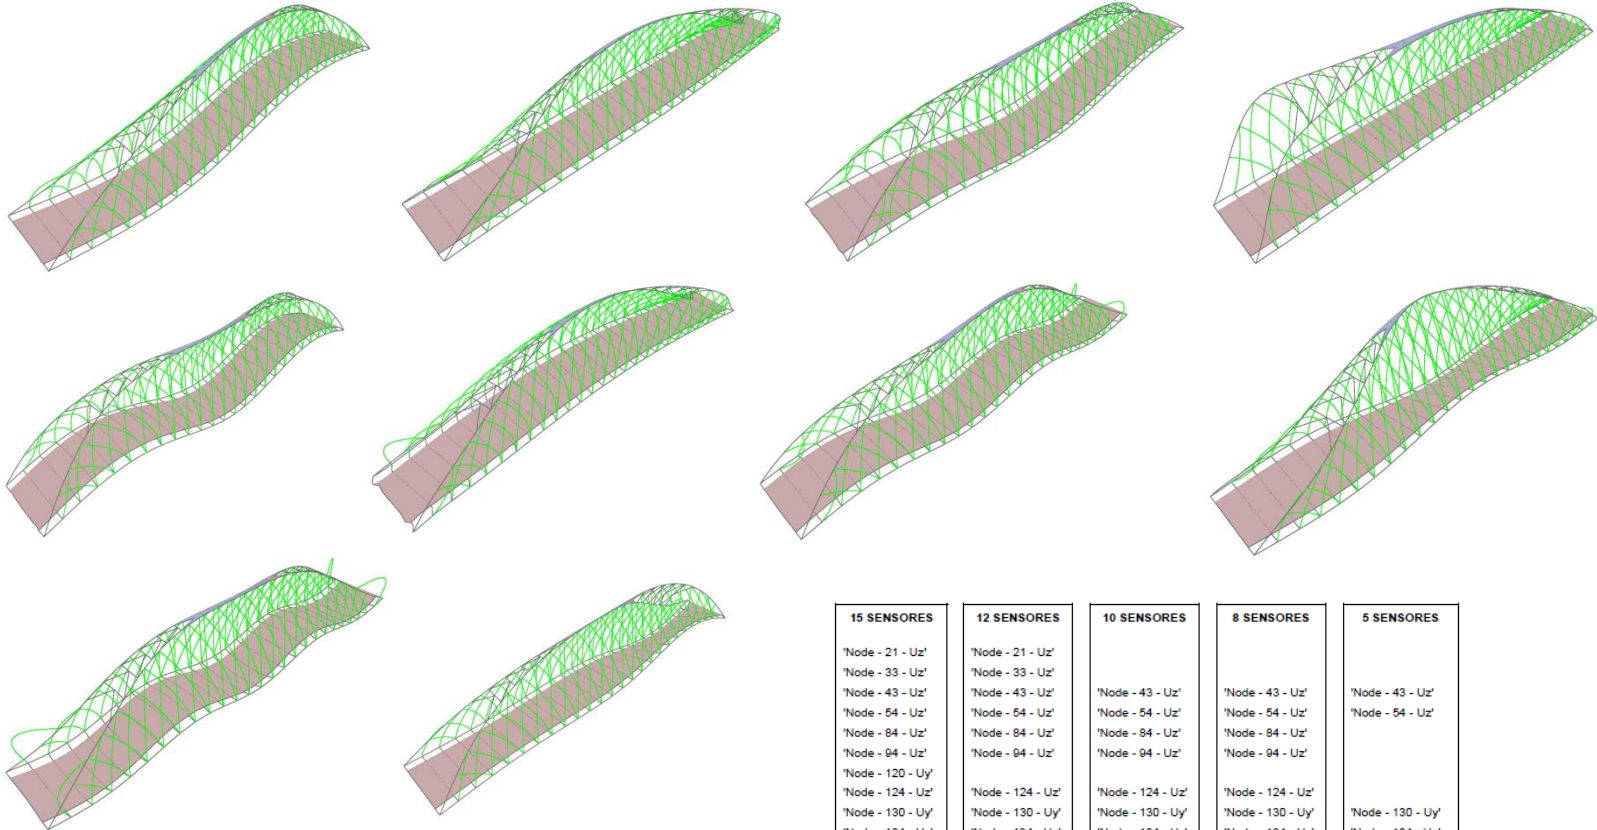 15 SENSORES 12 SENSORES 10 SENSORES 8 SENSORES 5 SENSORES
'Node - 21 - Uz' 'Node - 21 - Uz'
'Node - 33 - Uz' 'Node - 33 - Uz'
'Node - 43 - Uz' 'Node - 43 - Uz' 'Node - 43 - Uz' 'Node - 43 - Uz' 'Node - 43 - Uz'
'Node - 54 - Uz' 'Node - 54 - Uz' 'Node - 54 - Uz' 'Node - 54 - Uz' 'Node - 54 - Uz'
'Node - 84 - Uz' 'Node - 84 - Uz' 'Node - 84 - Uz' 'Node - 84 - Uz'
'Node - 94 - Uz' 'Node - 94 - Uz' 'Node - 94 - Uz' 'Node - 94 - Uz'
'Node - 120 - Uy'
'Node - 124 - Uz' 'Node - 124 - Uz' 'Node - 124 - Uz' 'Node - 124 - Uz'
'Node - 130 - Uy' 'Node - 130 - Uy' 'Node - 130 - Uy' 'Node - 130 - Uy' 'Node - 130 - Uy'